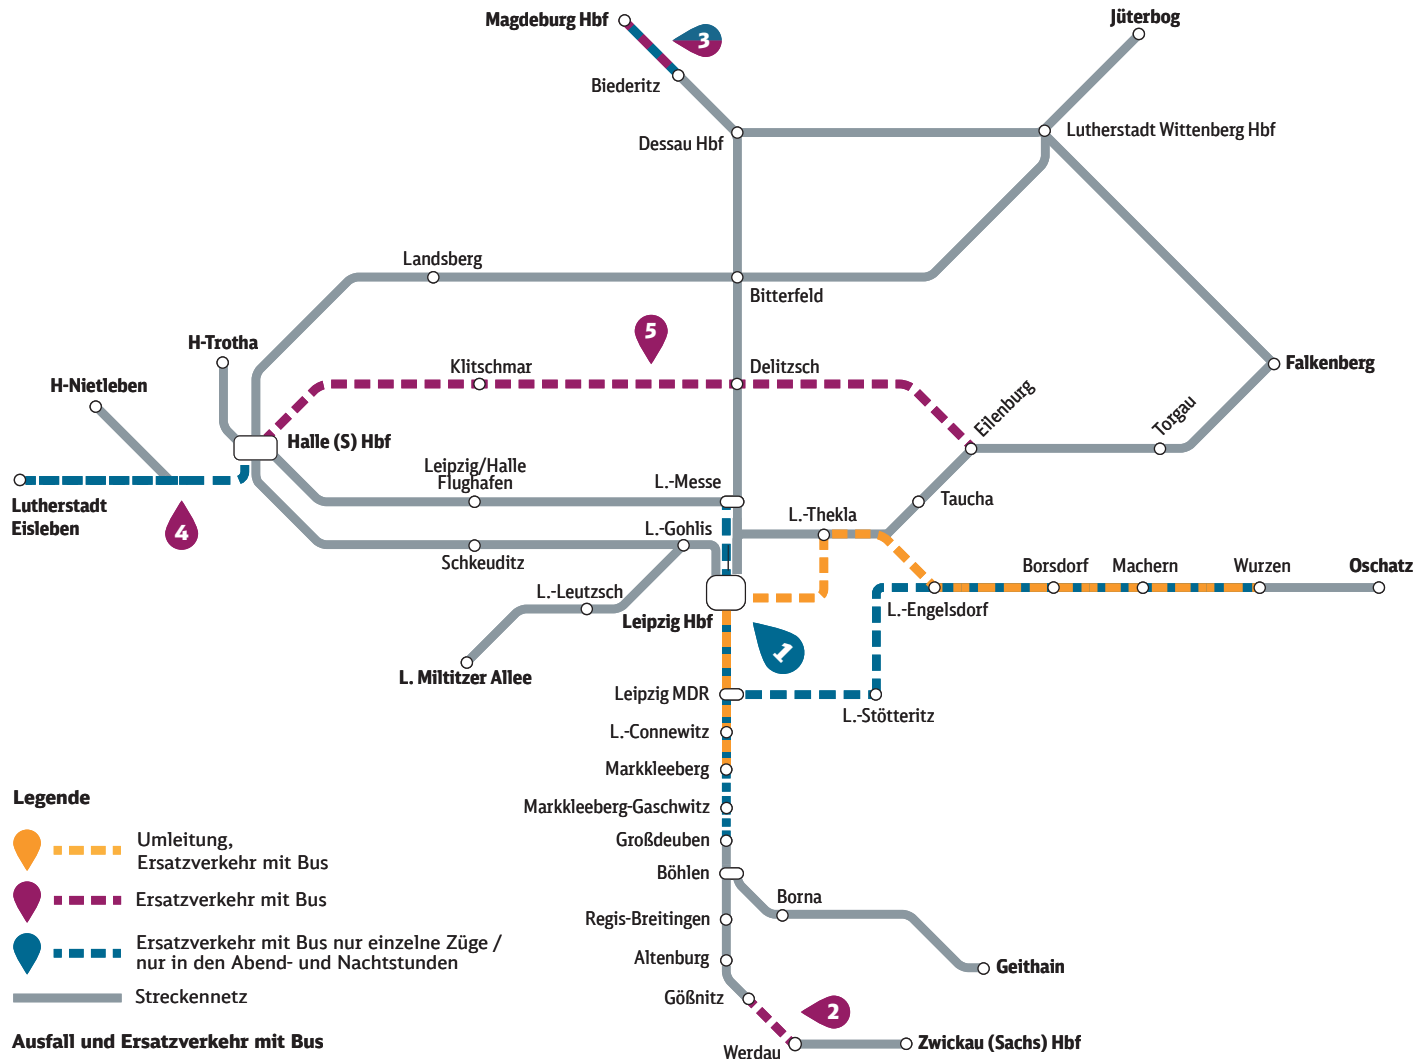 Magdeburg Hbf
3
Jüterbog
Biederitz
Dessau Hbf
Lutherstadt Wittenberg Hbf
Landsberg
Bitterfeld
H-Trotha
5
Klitschmar
Delitzsch
Falkenberg
H-Nietleben
Eilenburg
Torgau
Halle (S) Hbf
Leipzig/Halle
Flughafen
L.-Messe
Lutherstadt
Eisleben
4
L.-Gohlis
L.-Thekla
Taucha
Schkeuditz
L.-Leutzsch
Borsdorf
Machern
Wurzen
Oschatz
L.-Engelsdorf
Leipzig Hbf
1
L. Miltitzer Allee
Leipzig MDR
L.-Stötteritz
L.-Connewitz
Markkleeberg
Markkleeberg-Gaschwitz
Großdeuben
Böhlen
Borna
Regis-Breitingen
Altenburg
Geithain
Gößnitz
2
Werdau
Zwickau (Sachs) Hbf
Legende
Umleitung,
Ersatzverkehr mit Bus
Ersatzverkehr mit Bus
Ersatzverkehr mit Bus nur einzelne Züge /
nur in den Abend- und Nachtstunden
Streckennetz
Ausfall und Ersatzverkehr mit Bus